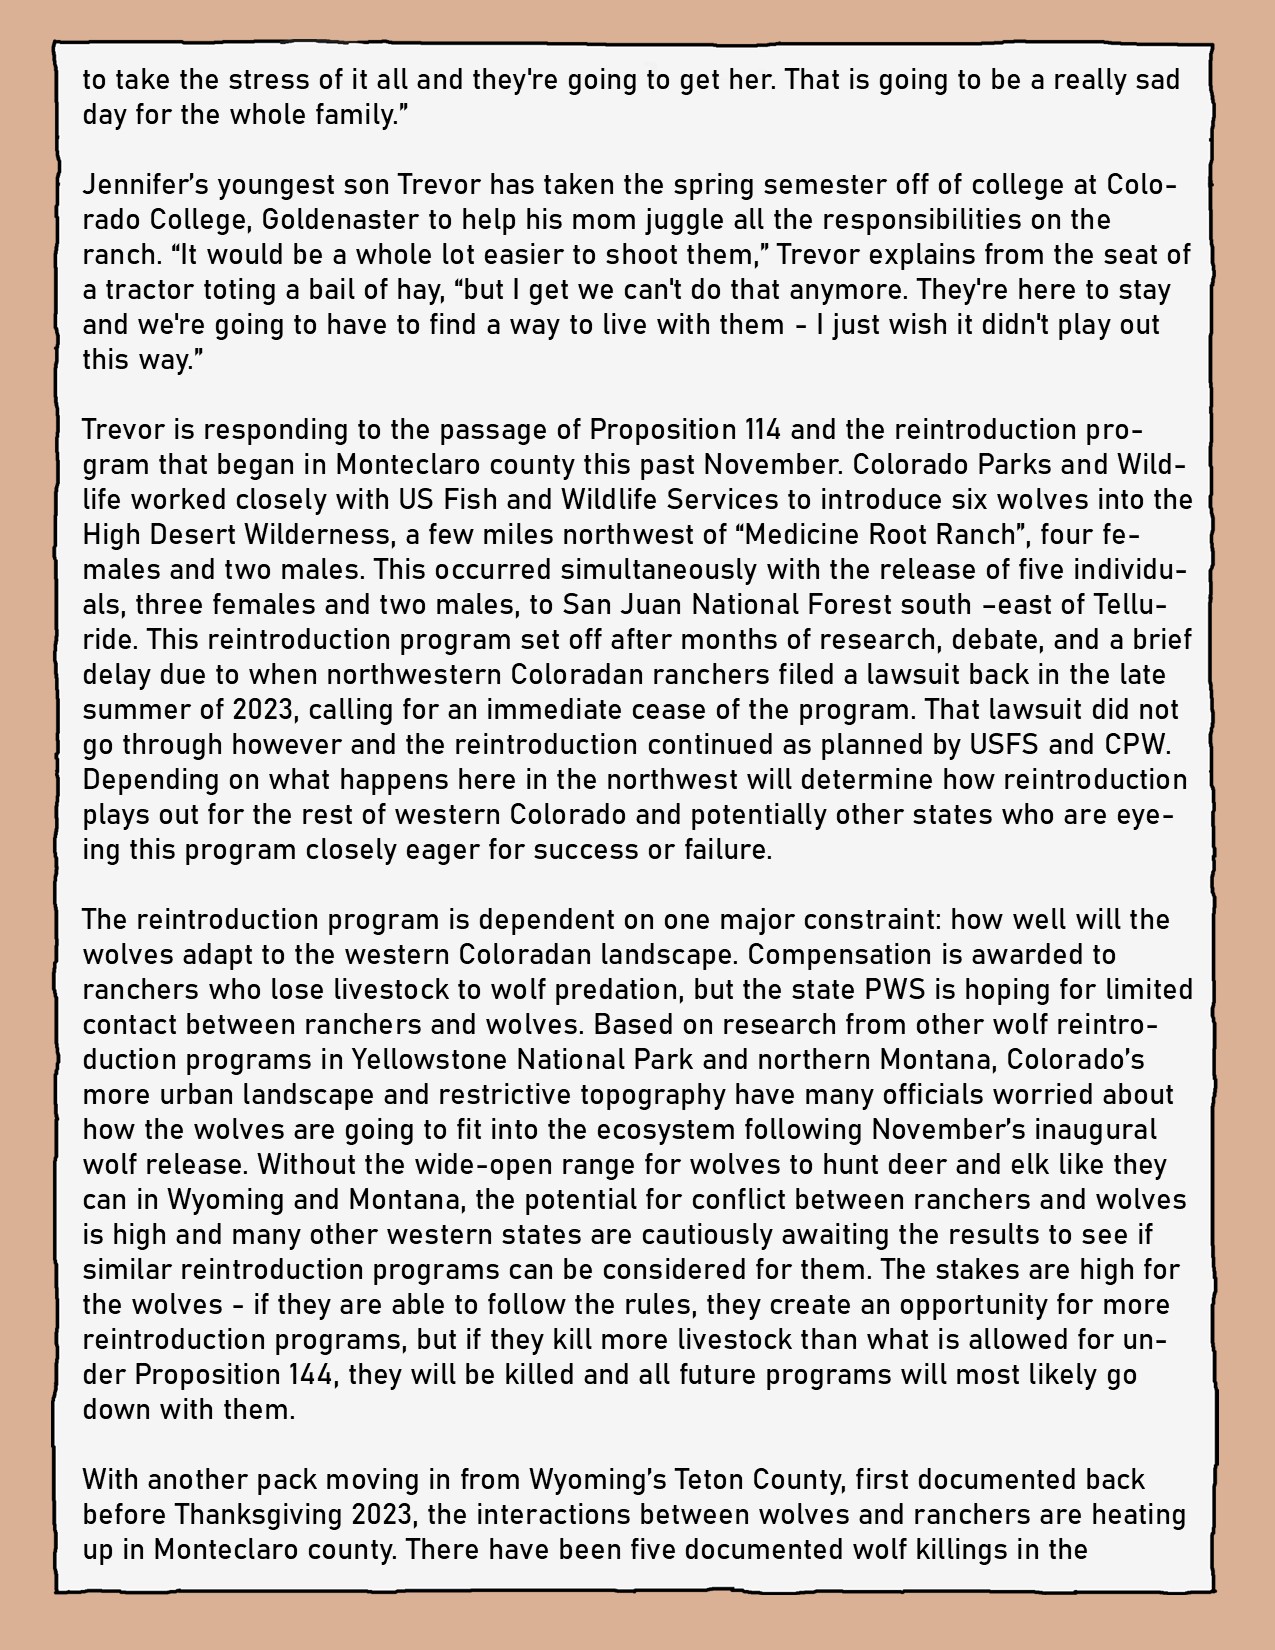 to take the stress of it all and they're going to get her. That is going to be a really sad
day for the whole family.”
Jennifer’s youngest son Trevor has taken the spring semester off of college at Colo-
rado College, Goldenaster to help his mom juggle all the responsibilities on the
ranch. “It would be a whole lot easier to shoot them,” Trevor explains from the seat of
a tractor toting a bail of hay, “but I get we can't do that anymore. They're here to stay
and we're going to have to find a way to live with them - I just wish it didn't play out
this way.”
Trevor is responding to the passage of Proposition 114 and the reintroduction pro-
gram that began in Monteclaro county this past November. Colorado Parks and Wild-
life worked closely with US Fish and Wildlife Services to introduce six wolves into the
High Desert Wilderness, a few miles northwest of “Medicine Root Ranch”, four fe-
males and two males. This occurred simultaneously with the release of five individu-
als, three females and two males, to San Juan National Forest south –east of Tellu-
ride. This reintroduction program set off after months of research, debate, and a brief
delay due to when northwestern Coloradan ranchers filed a lawsuit back in the late
summer of 2023, calling for an immediate cease of the program. That lawsuit did not
go through however and the reintroduction continued as planned by USFS and CPW.
Depending on what happens here in the northwest will determine how reintroduction
plays out for the rest of western Colorado and potentially other states who are eye-
ing this program closely eager for success or failure.
The reintroduction program is dependent on one major constraint: how well will the
wolves adapt to the western Coloradan landscape. Compensation is awarded to
ranchers who lose livestock to wolf predation, but the state PWS is hoping for limited
contact between ranchers and wolves. Based on research from other wolf reintro-
duction programs in Yellowstone National Park and northern Montana, Colorado’s
more urban landscape and restrictive topography have many officials worried about
how the wolves are going to fit into the ecosystem following November’s inaugural
wolf release. Without the wide-open range for wolves to hunt deer and elk like they
can in Wyoming and Montana, the potential for conflict between ranchers and wolves
is high and many other western states are cautiously awaiting the results to see if
similar reintroduction programs can be considered for them. The stakes are high for
the wolves - if they are able to follow the rules, they create an opportunity for more
reintroduction programs, but if they kill more livestock than what is allowed for un-
der Proposition 144, they will be killed and all future programs will most likely go
down with them.
With another pack moving in from Wyoming’s Teton County, first documented back
before Thanksgiving 2023, the interactions between wolves and ranchers are heating
up in Monteclaro county. There have been five documented wolf killings in the